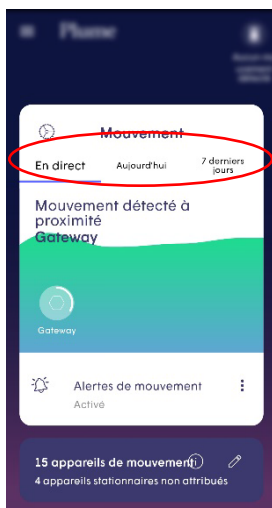 Plume
Mouvement
En direct
Aujourd'hui
7 derniers
jours
Mouvement détecté à
proximité
Gateway
Gateway
Alertes de mouvement
Activé
15 appareils de mouvement
4 appareils stationnaires non attribués